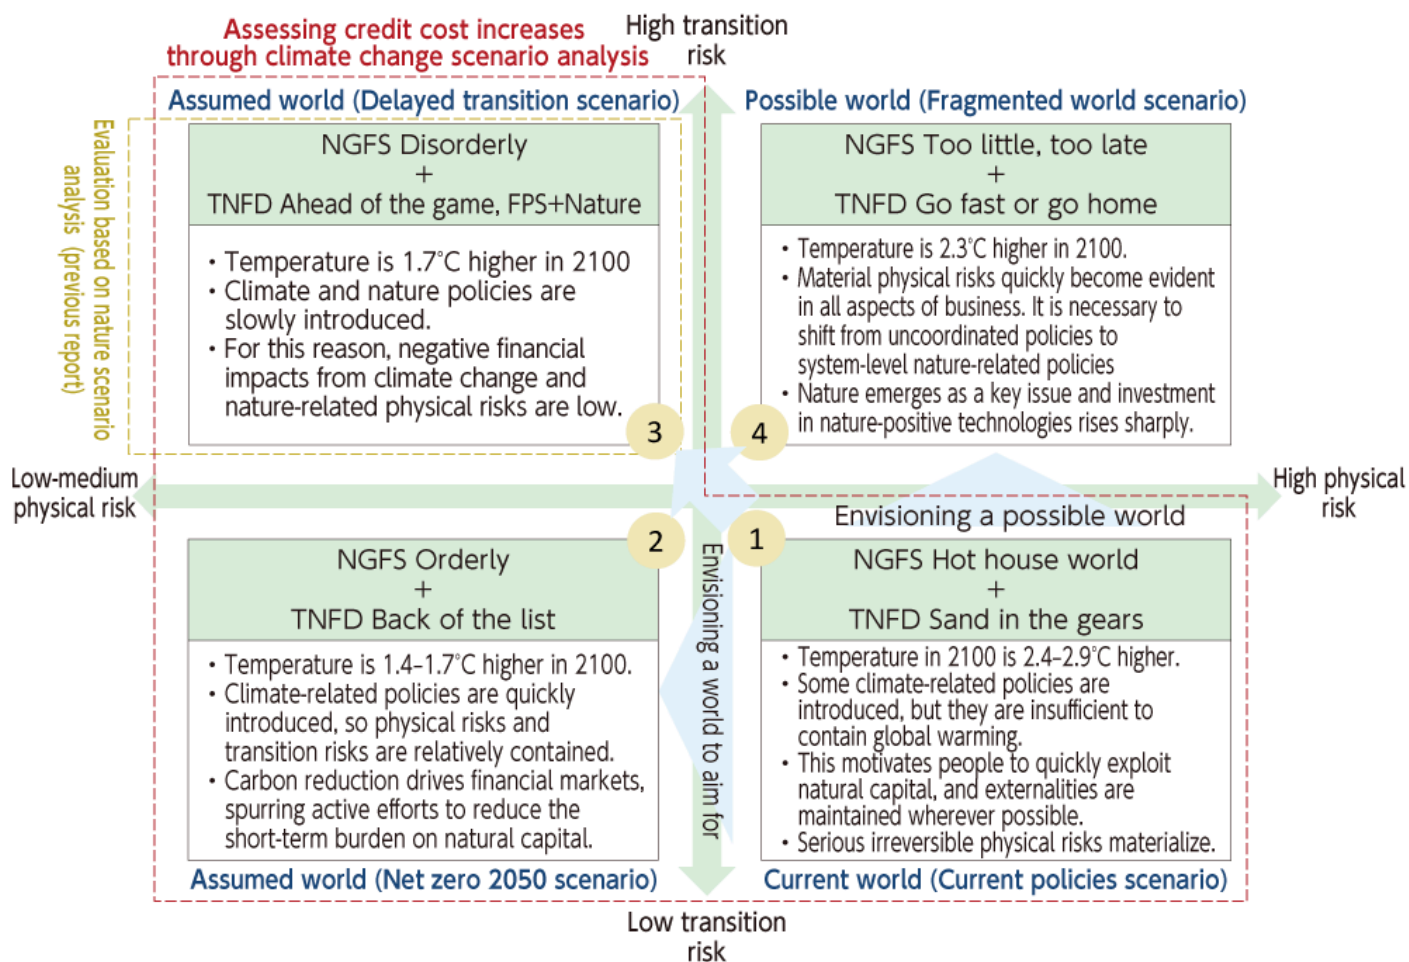 Assessing credit cost increases
through climate change scenario analysis
High transition
risk
Assumed world (Delayed transition scenario)
Possible world (Fragmented world scenario)
Evaluation based on nature scenario
analysis (previous report)
NGFS Disorderly
+
TNFD Ahead of the game, FPS+Nature
• Temperature is 1.7°C higher in 2100
• Climate and nature policies are
slowly introduced.
• For this reason, negative financial
impacts from climate change and
nature-related physical risks are low.
3
NGFS Too little, too late
+
TNFD Go fast or go home
• Temperature is 2.3°C higher in 2100.
• Material physical risks quickly become evident
in all aspects of business. It is necessary to
shift from uncoordinated policies to
system-level nature-related policies
• Nature emerges as a key issue and investment
in nature-positive technologies rises sharply.
4
Low-medium
physical risk
High physical
risk
Envisioning a possible world
2
NGFS Orderly
+
TNFD Back of the list
• Temperature is 1.4–1.7°C higher in 2100.
• Climate-related policies are quickly
introduced, so physical risks and
transition risks are relatively contained.
• Carbon reduction drives financial markets,
spurring active efforts to reduce the
short-term burden on natural capital.
Envisioning a world to aim for
1
NGFS Hot house world
+
TNFD Sand in the gears
• Temperature in 2100 is 2.4–2.9°C higher.
• Some climate-related policies are
introduced, but they are insufficient to
contain global warming.
• This motivates people to quickly exploit
natural capital, and externalities are
maintained wherever possible.
• Serious irreversible physical risks materialize.
Assumed world (Net zero 2050 scenario)
Current world (Current policies scenario)
Low transition
risk